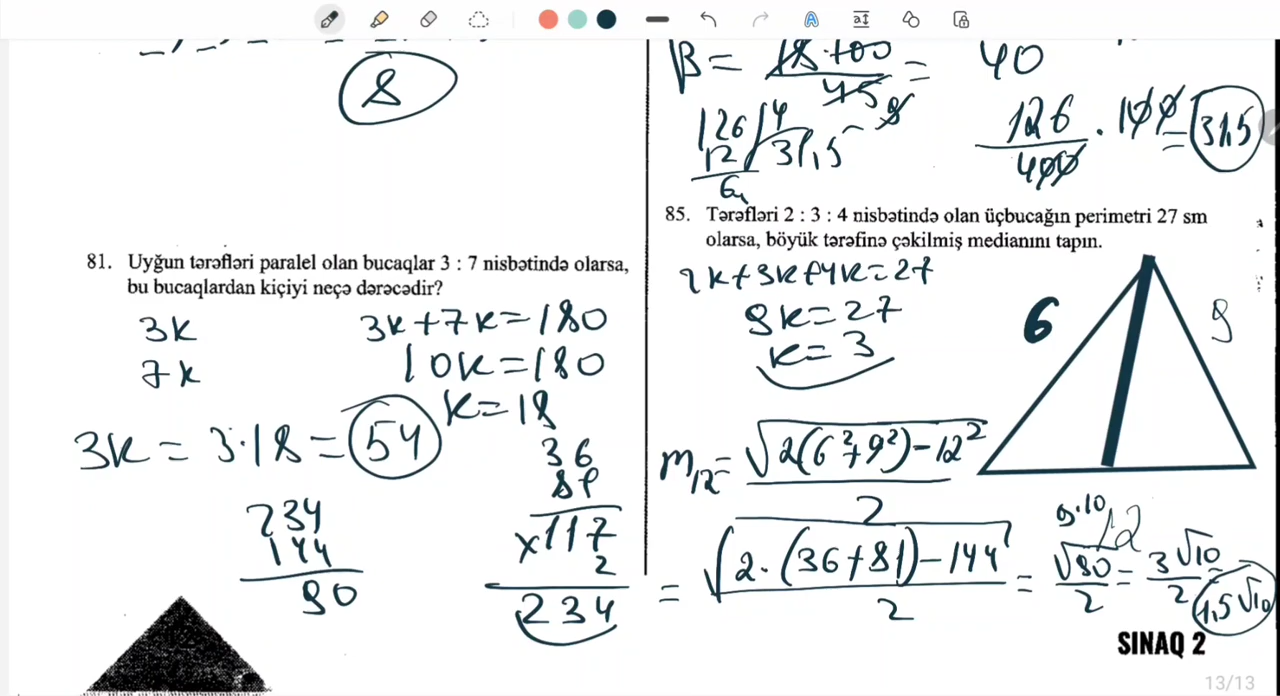 8
81. Uyğun tərəfləri paralel olan bucaqlar 3 : 7 nisbətində olarsa,
bu bucaqlardan kiçiyi neçə dərəcədir?
3k
7k
3k+7k=180
10k=180
k=18
3k = 3·18 = 54
234
144
90
36
81
x117
2
234
β = 18·100/45 = 40
126/4
12
31,5
6
126/400 · 100 = 31,5
85. Tərəfləri 2 : 3 : 4 nisbətində olan üçbucağın perimetri 27 sm
olarsa, böyük tərəfinə çəkilmiş medianını tapın.
2k+3k+4k=27
9k=27
k=3
6
9
m12 = √2(6²+9²)-12² / 2
9·10
12
= √2·(36+81)-144 / 2 = √90/2 = 3√10/2 = 1,5√10
SINAQ 2
13/13